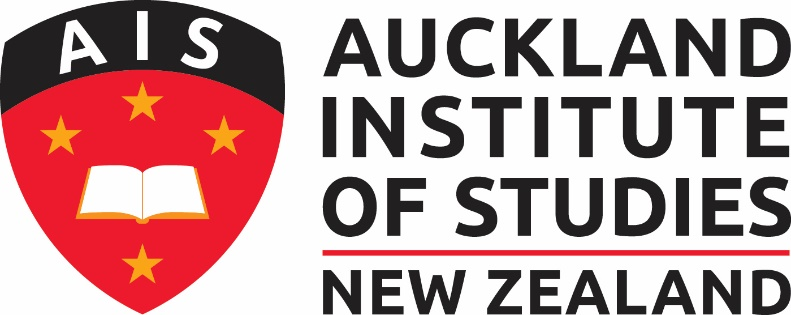 AIS
AUCKLAND
INSTITUTE
OF STUDIES
NEW ZEALAND